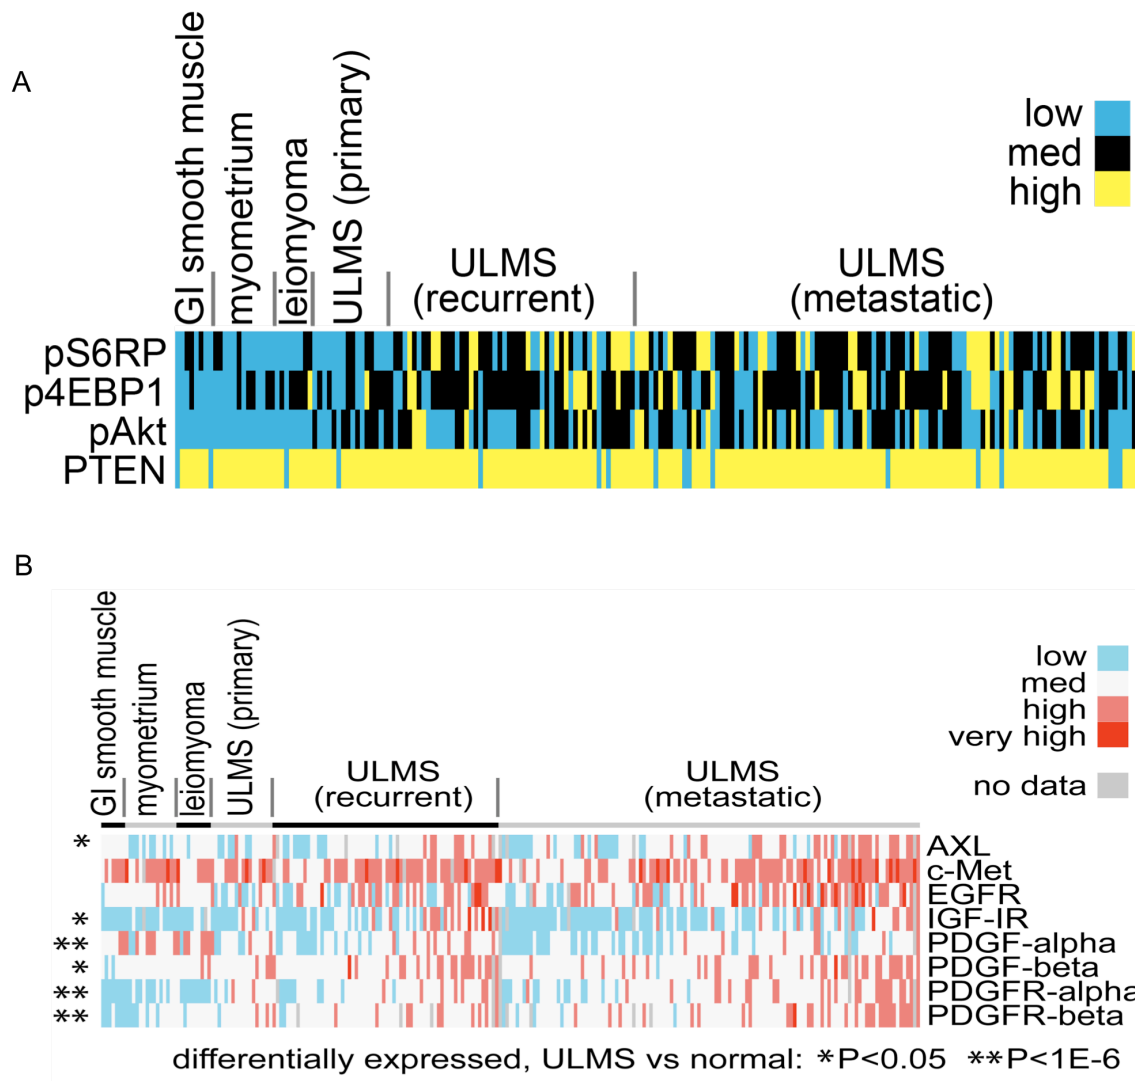 A
GI smooth muscle
myometrium
leiomyoma
ULMS (primary)
ULMS
(recurrent)
ULMS
(metastatic)
low
med
high
pS6RP
p4EBP1
pAkt
PTEN
B
GI smooth muscle
myometrium
leiomyoma
ULMS (primary)
ULMS
(recurrent)
ULMS
(metastatic)
low
med
high
very high
no data
* AXL
c-Met
EGFR
* IGF-IR
** PDGF-alpha
* PDGF-beta
** PDGFR-alpha
** PDGFR-beta
differentially expressed, ULMS vs normal: *P<0.05 **P<1E-6